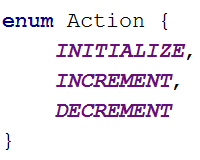 enum Action {
INITIALIZE,
INCREMENT,
DECREMENT
}